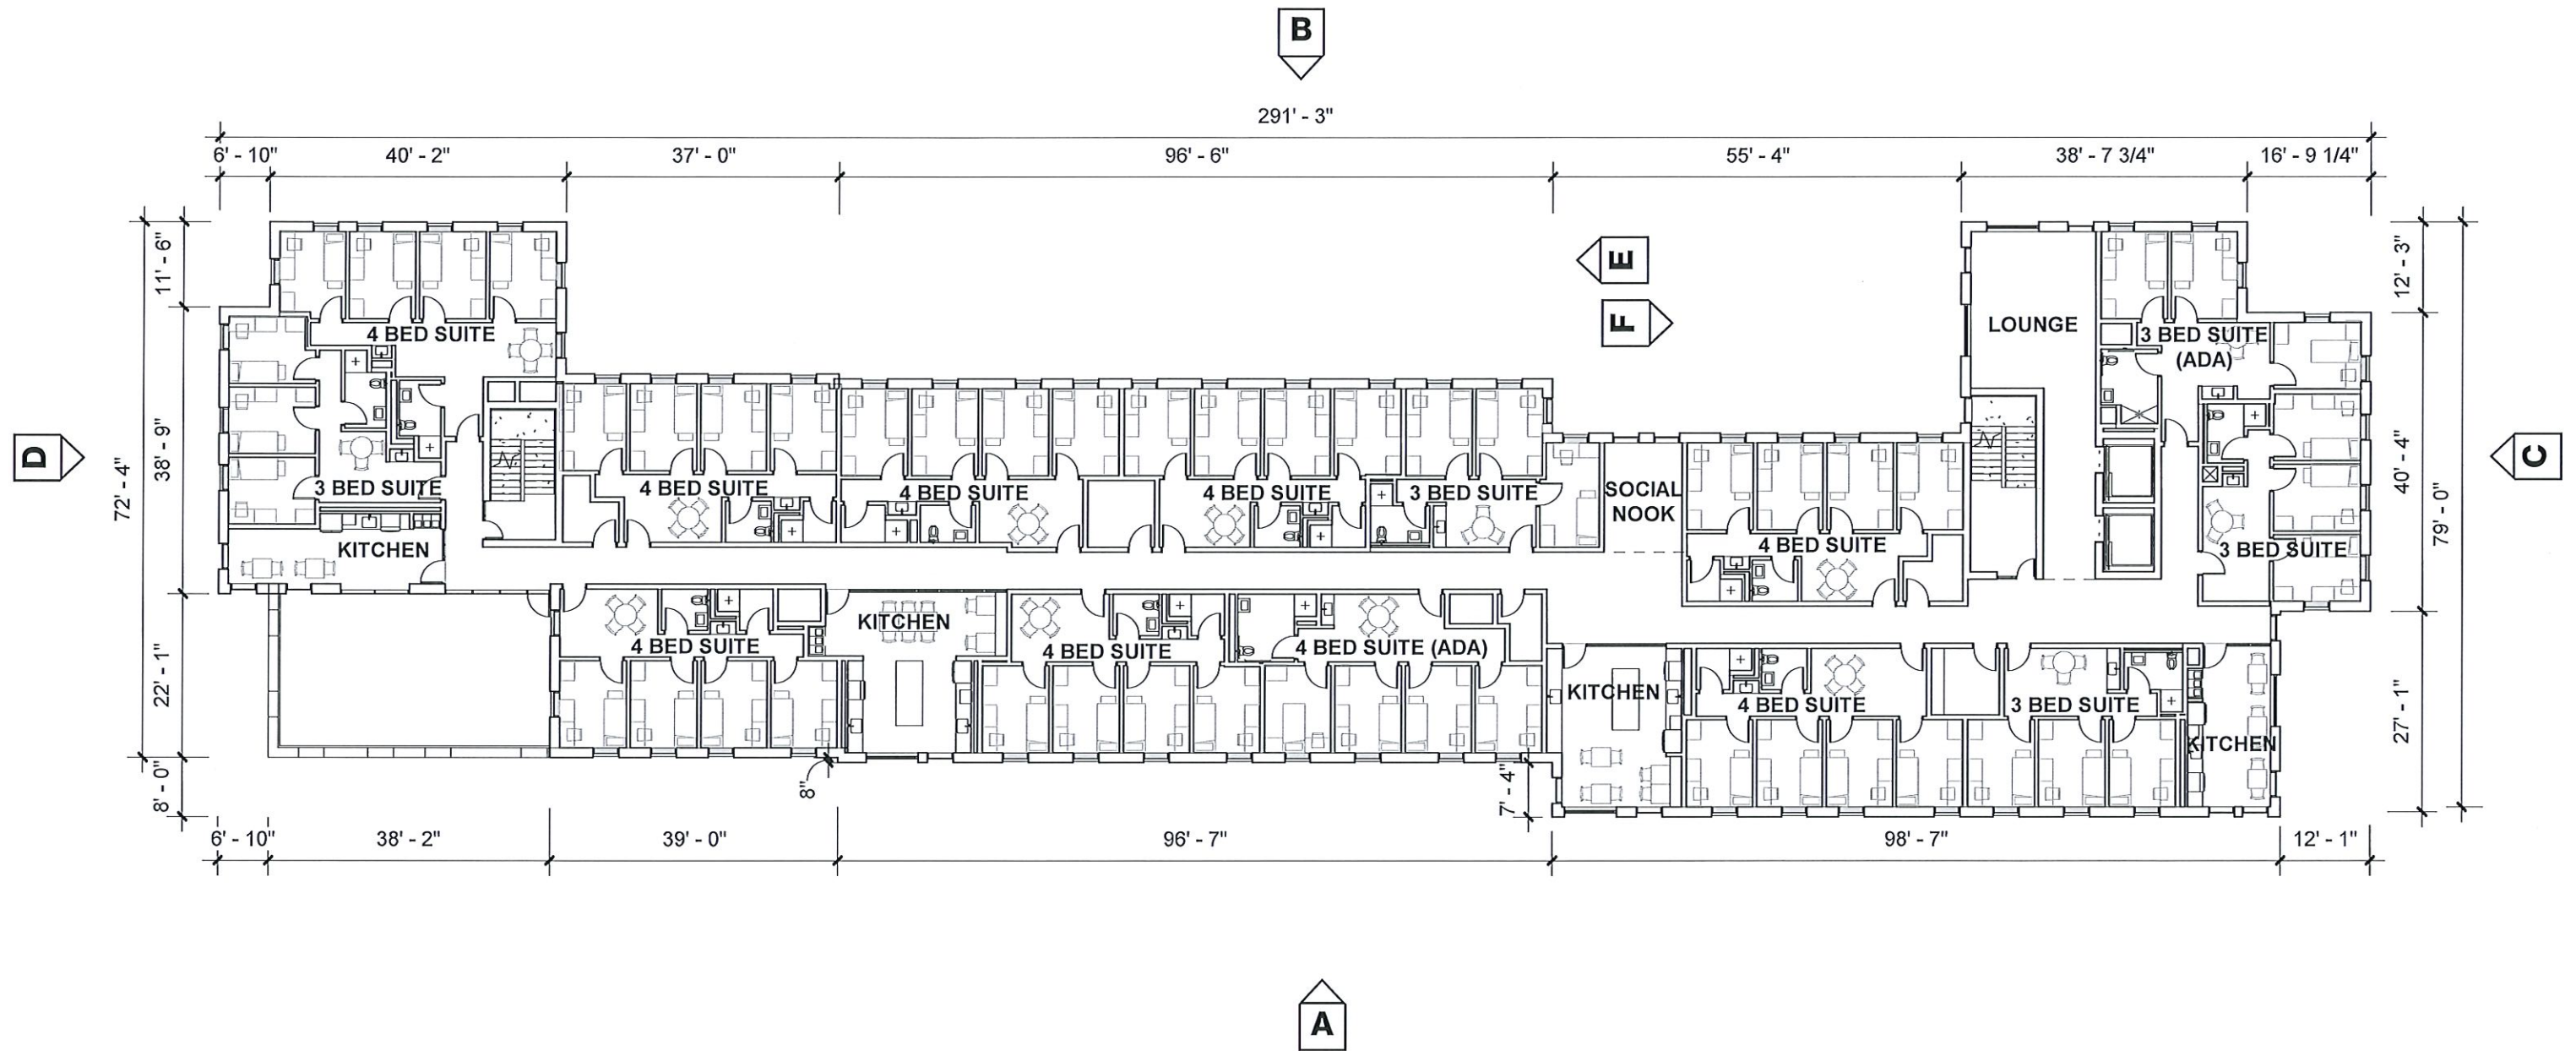 B
291' - 3"
6' - 10"
40' - 2"
37' - 0"
96' - 6"
55' - 4"
38' - 7 3/4"
16' - 9 1/4"
11' - 6"
38' - 9"
72' - 4"
22' - 1"
8' - 0"
12' - 3"
40' - 4"
79' - 0"
27' - 1"
E
F
D
C
4 BED SUITE
3 BED SUITE
KITCHEN
4 BED SUITE
4 BED SUITE
4 BED SUITE
3 BED SUITE
SOCIAL
NOOK
4 BED SUITE
LOUNGE
3 BED SUITE
(ADA)
3 BED SUITE
4 BED SUITE
KITCHEN
4 BED SUITE
4 BED SUITE (ADA)
KITCHEN
4 BED SUITE
3 BED SUITE
KITCHEN
8"
7' - 4"
6' - 10"
38' - 2"
39' - 0"
96' - 7"
98' - 7"
12' - 1"
A